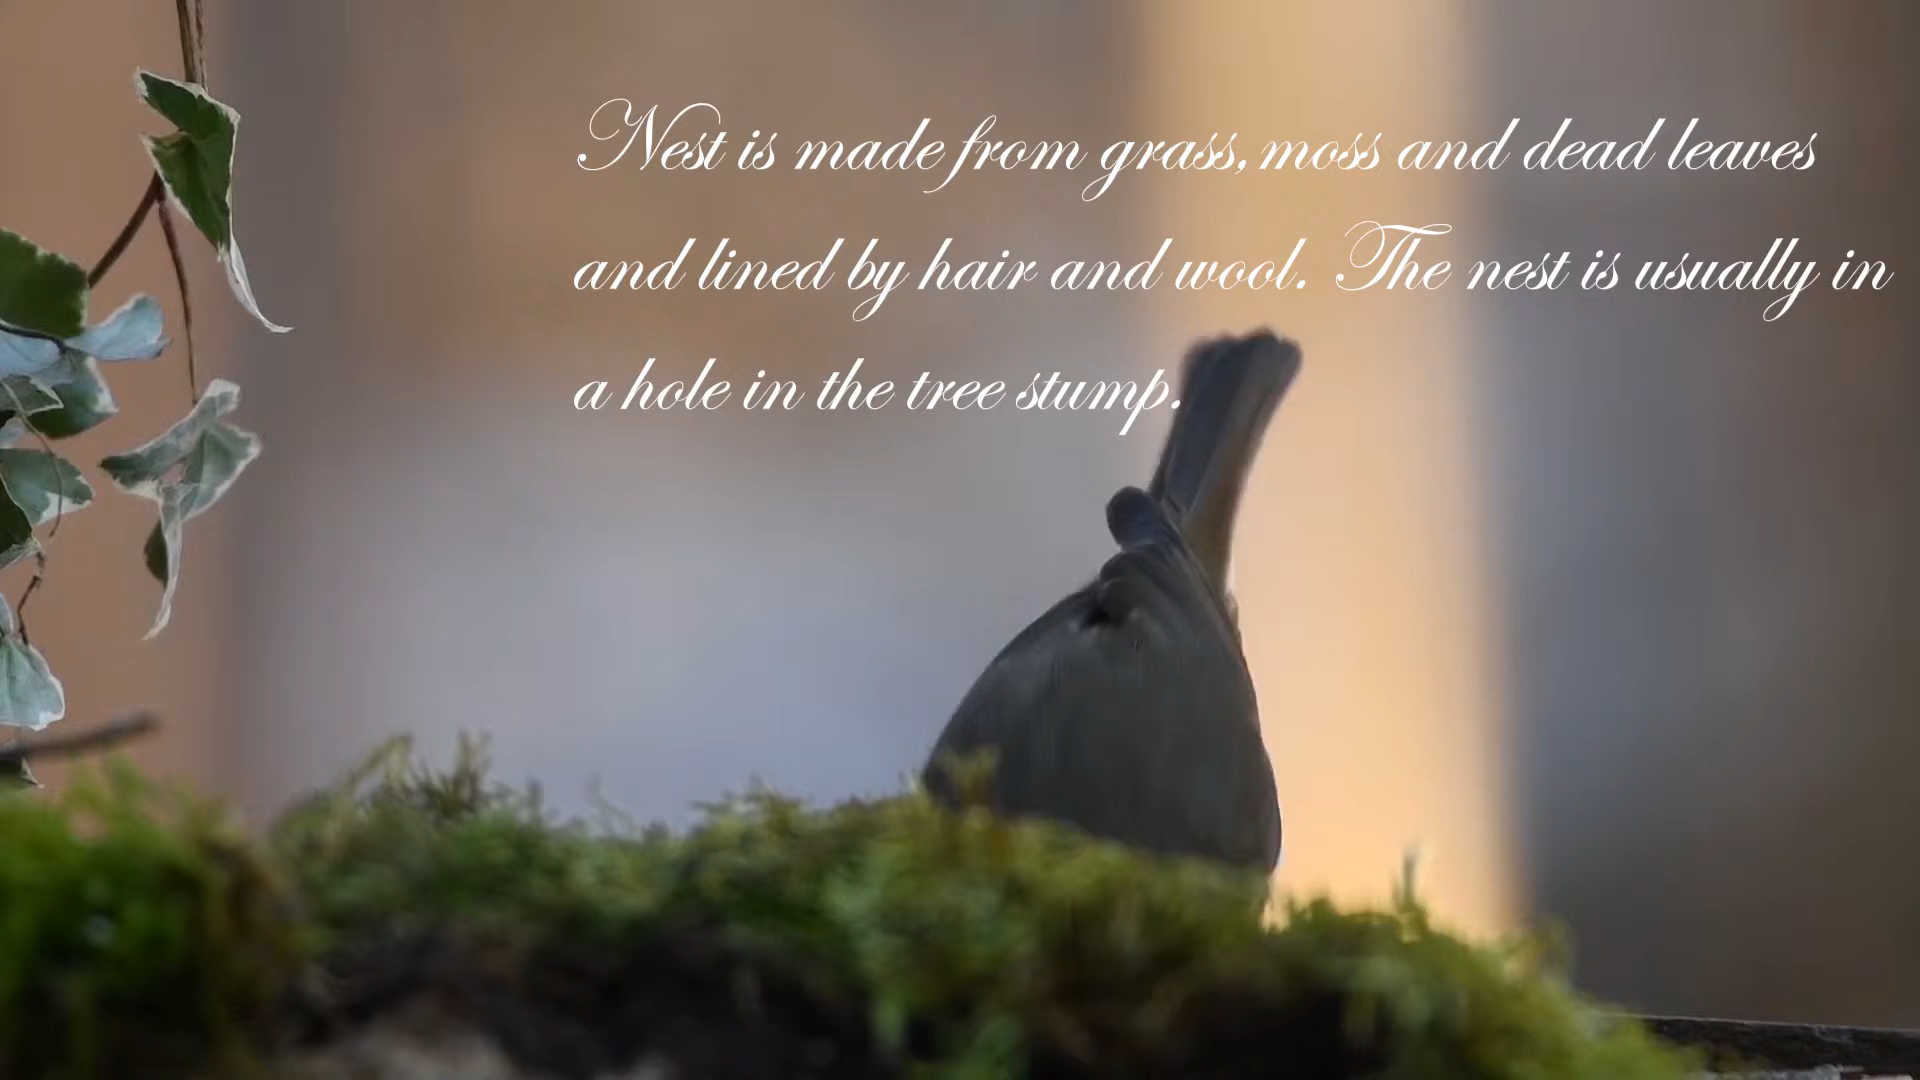 Nest is made from grass, moss and dead leaves
and lined by hair and wool. The nest is usually in
a hole in the tree stump.